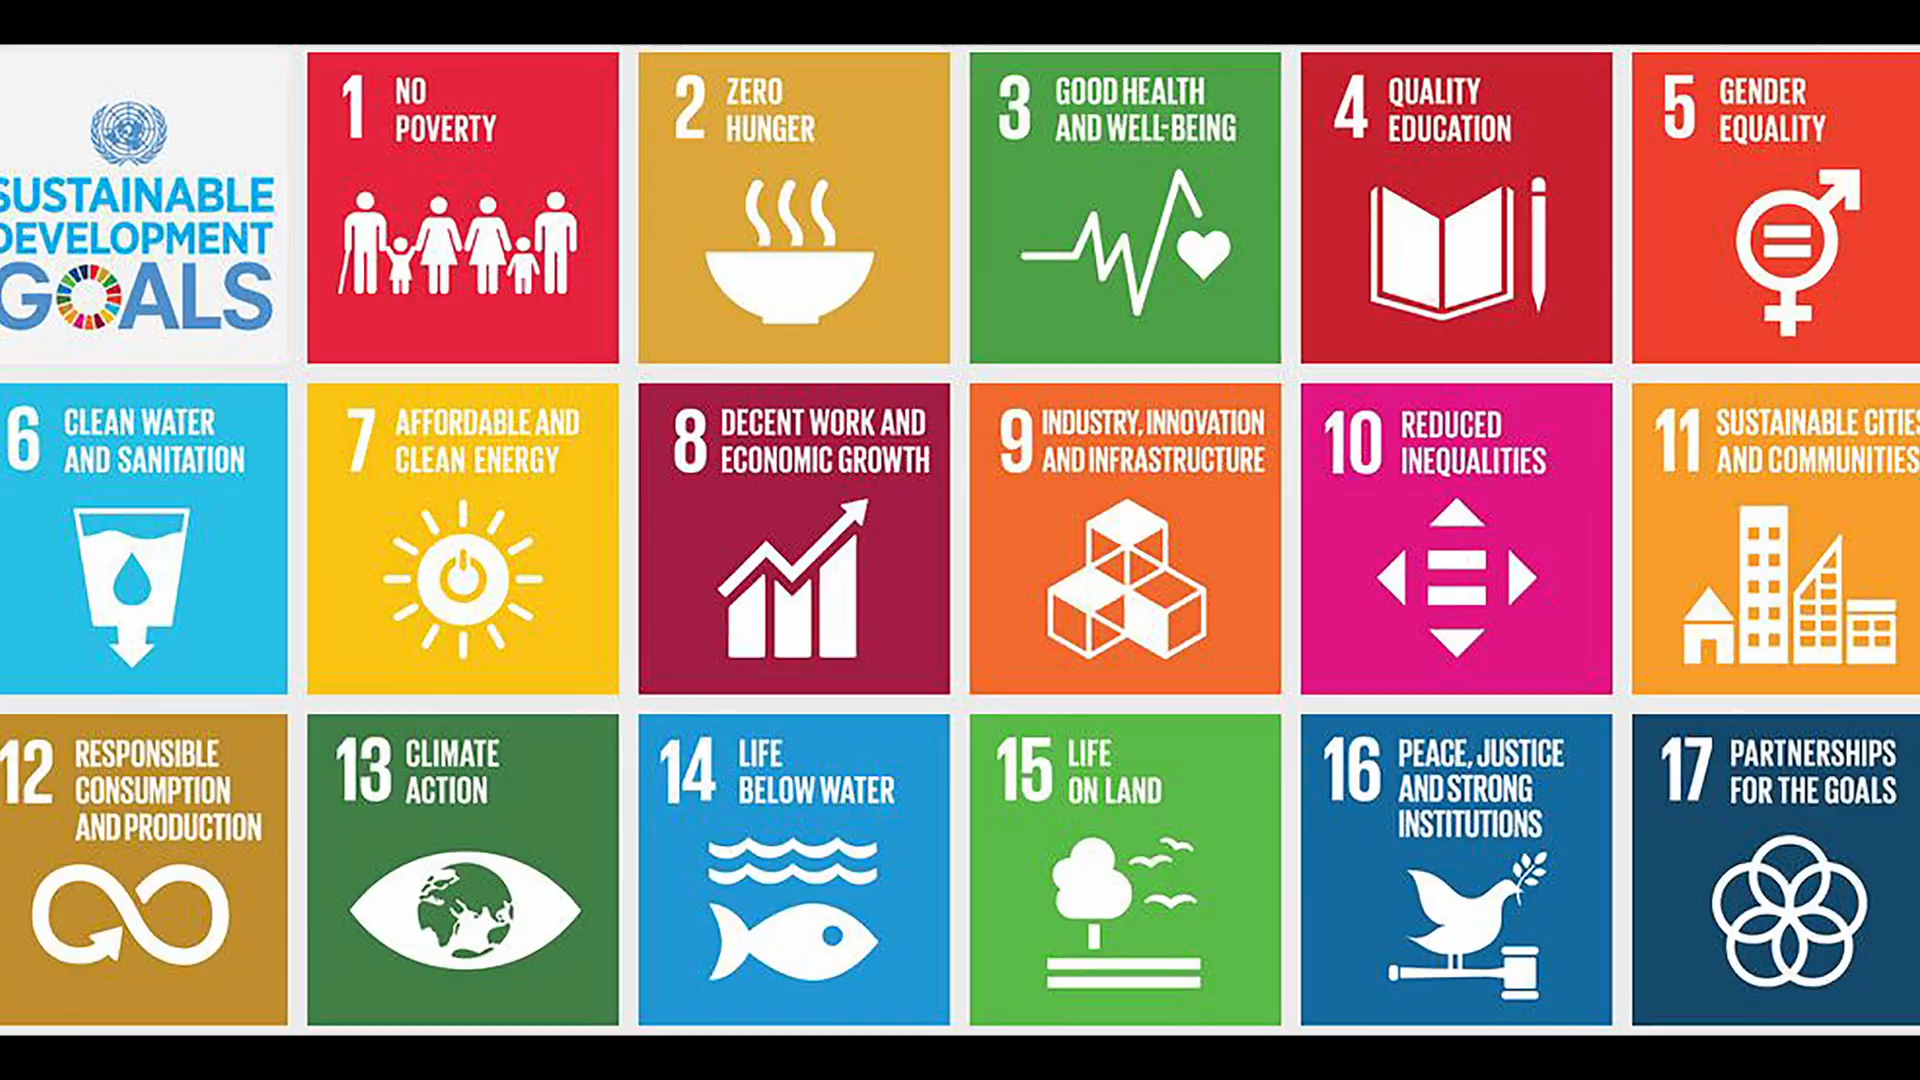 SUSTAINABLE
DEVELOPMENT
GOALS
1 NO
POVERTY
2 ZERO
HUNGER
3 GOOD HEALTH
AND WELL-BEING
4 QUALITY
EDUCATION
5 GENDER
EQUALITY
6 CLEAN WATER
AND SANITATION
7 AFFORDABLE AND
CLEAN ENERGY
8 DECENT WORK AND
ECONOMIC GROWTH
9 INDUSTRY, INNOVATION
AND INFRASTRUCTURE
10 REDUCED
INEQUALITIES
11 SUSTAINABLE CITIES
AND COMMUNITIES
12 RESPONSIBLE
CONSUMPTION
AND PRODUCTION
13 CLIMATE
ACTION
14 LIFE
BELOW WATER
15 LIFE
ON LAND
16 PEACE, JUSTICE
AND STRONG
INSTITUTIONS
17 PARTNERSHIPS
FOR THE GOALS